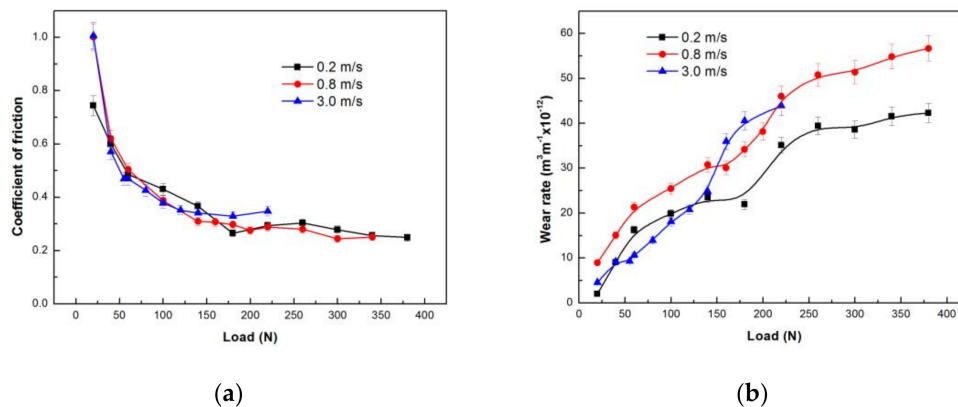 (a)
1.0
0.8
0.6
0.4
0.2
0.0
Coefficient of friction
0.2 m/s
0.8 m/s
3.0 m/s
0 50 100 150 200 250 300 350 400
Load (N)
(b)
60
50
40
30
20
10
0
Wear rate (m³m⁻¹x10⁻¹²)
0.2 m/s
0.8 m/s
3.0 m/s
0 50 100 150 200 250 300 350 400
Load (N)
(a)
(b)